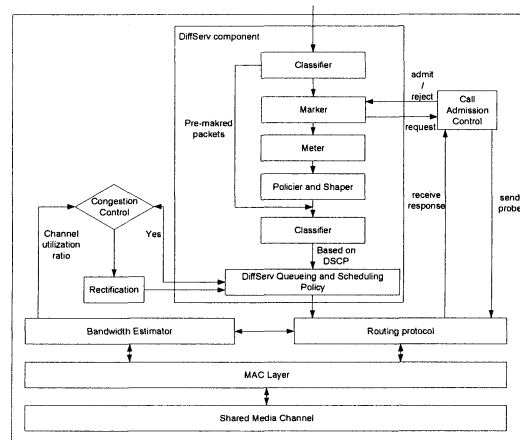 DiffServ component
Classifier
admit
/
reject
Marker
Call
Admission
Control
request
Pre-makred
packets
Meter
Policier and Shaper
receive
response
send
probe
Congestion
Control
Classifier
Channel
utilization
ratio
Yes
Based on
DSCP
Rectification
DiffServ Queueing and Scheduling
Policy
Bandwidth Estimator
Routing protocol
MAC Layer
Shared Media Channel